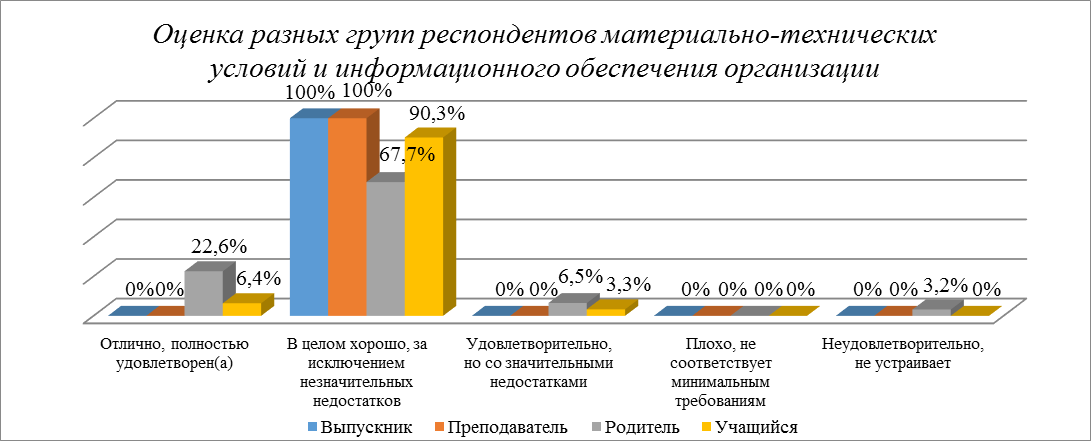 Оценка разных групп респондентов материально-технических
условий и информационного обеспечения организации
100% 100%
90,3%
67,7%
22,6%
0% 0% 6,4%
0% 0% 6,5% 3,3%
0% 0% 0% 0%
0% 0% 3,2% 0%
Отлично, полностью
удовлетворен(а)
В целом хорошо, за
исключением
незначительных
недостатков
Удовлетворительно,
но со значительными
недостатками
Плохо, не
соответствует
минимальным
требованиям
Неудовлетворительно,
не устраивает
Выпускник Преподаватель Родитель Учащийся